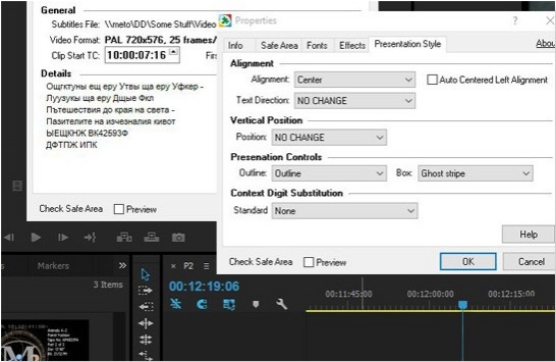 General
Subtitles File: \\meto\DD\Some Stuff\Video
Video Format: PAL 720x576, 25 frames/
Clip Start TC: 10:00:07:16
Firs
Details
Ощгктуны ещ еру Утвы ща еру Уфкер -
Луузукы ща еру Дщые Фкл
Пътешествия до края на света -
Пазителите на изчезналия кивот
ЬЕЩКНЖ ВК42593Ф
ДФТПЖ ИПК
Check Safe Area Preview
Properties
Info Safe Area Fonts Effects Presentation Style Abou
Alignment
Alignment: Center Auto Centered Left Alignment
Text Direction: NO CHANGE
Vertical Position
Position: NO CHANGE
Presenation Controls
Outline: Outline Box: Ghost stripe
Context Digit Substitution
Standard None
Help
Check Safe Area Preview OK Cancel
s Markers
3 Items
P2
00:12:19:06
00:11:45:00 00:12:00:00 00:12:15:00